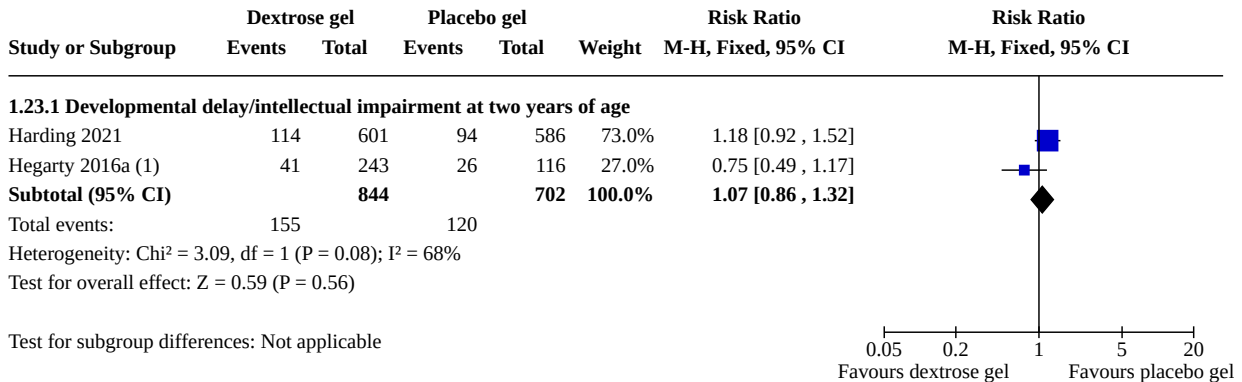 Dextrose gel Placebo gel Risk Ratio Risk Ratio
Study or Subgroup Events Total Events Total Weight M-H, Fixed, 95% CI M-H, Fixed, 95% CI
1.23.1 Developmental delay/intellectual impairment at two years of age
Harding 2021 114 601 94 586 73.0% 1.18 [0.92 , 1.52]
Hegarty 2016a (1) 41 243 26 116 27.0% 0.75 [0.49 , 1.17]
Subtotal (95% CI) 844 702 100.0% 1.07 [0.86 , 1.32]
Total events: 155 120
Heterogeneity: Chi² = 3.09, df = 1 (P = 0.08); I² = 68%
Test for overall effect: Z = 0.59 (P = 0.56)
Test for subgroup differences: Not applicable
0.05 0.2 1 5 20
Favours dextrose gel Favours placebo gel